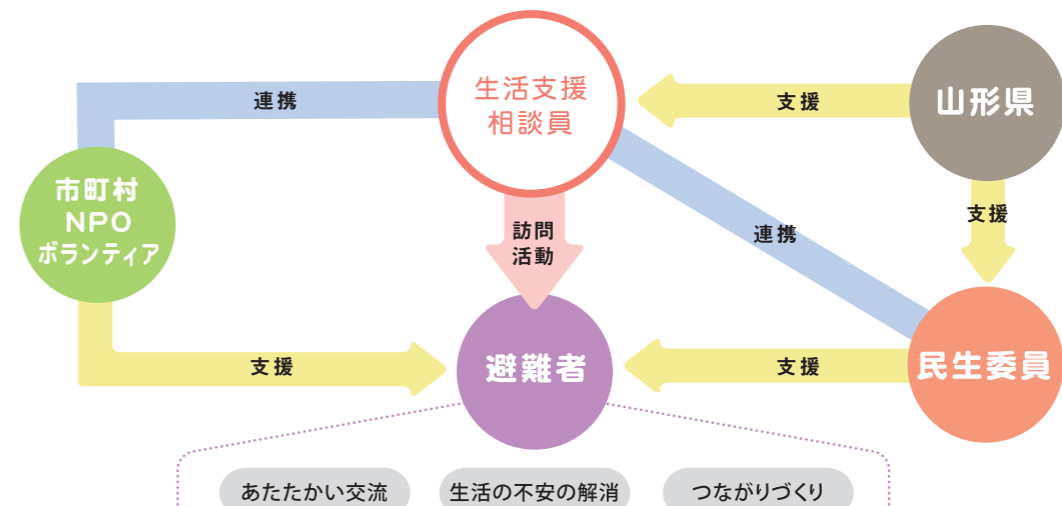 生活支援
相談員
山形県
連携
支援
市町村
NPO
ボランティア
訪問
活動
連携
支援
避難者
民生委員
支援
支援
あたたかい交流
生活の不安の解消
つながりづくり